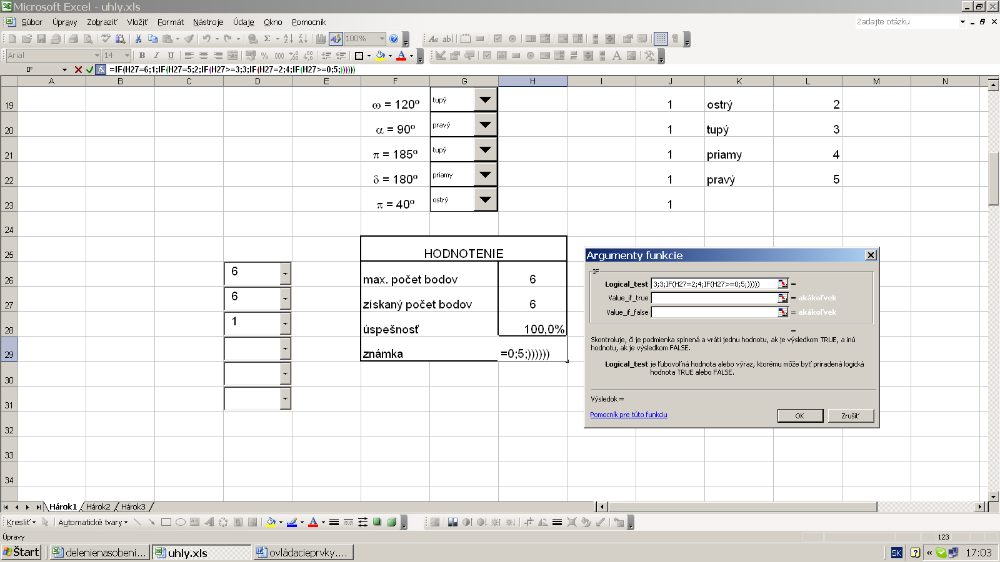 Microsoft Excel - uhly.xls
Súbor Úpravy Zobraziť Vložiť Formát Nástroje Údaje Okno Pomocník Zadajte otázku
100%
Arial 14 B I U % 000
IF =IF(H27=6;1;IF(H27=5;2;IF(H27>=3;3;IF(H27=2;4;IF(H27>=0;5;))))))
A B C D E F G H I J K L M N
19 ω = 120º tupý 1 ostrý 2
20 α = 90º pravý 1 tupý 3
21 π = 185º tupý 1 priamy 4
22 δ = 180º priamy 1 pravý 5
23 π = 40º ostrý 1
24
25 HODNOTENIE
26 6 max. počet bodov 6
27 6 získaný počet bodov 6
28 1 úspešnosť 100,0%
29 známka =0;5;))))))
30
31
32
33
34
Argumenty funkcie
IF
Logical_test 3;3;IF(H27=2;4;IF(H27>=0;5;))))) =
Value_if_true = akákoľvek
Value_if_false = akákoľvek
=
Skontroluje, či je podmienka splnená a vráti jednu hodnotu, ak je výsledkom TRUE, a inú
hodnotu, ak je výsledkom FALSE.
Logical_test je ľubovoľná hodnota alebo výraz, ktorému môže byť priradená logická
hodnota TRUE alebo FALSE.
Výsledok =
Pomocník pre túto funkciu OK Zrušiť
Hárok1 Hárok2 Hárok3
Kresliť Automatické tvary
Úpravy 123
Štart delenienasobeni... uhly.xls ovládacieprvky.... SK « 17:03